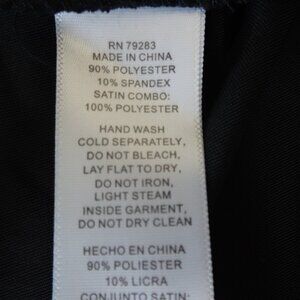 RN 79283
MADE IN CHINA
90% POLYESTER
10% SPANDEX
SATIN COMBO:
100% POLYESTER
HAND WASH
COLD SEPARATELY,
DO NOT BLEACH,
LAY FLAT TO DRY,
DO NOT IRON,
LIGHT STEAM
INSIDE GARMENT,
DO NOT DRY CLEAN
HECHO EN CHINA
90% POLIESTER
10% LICRA
CONJUNTO SATIN: